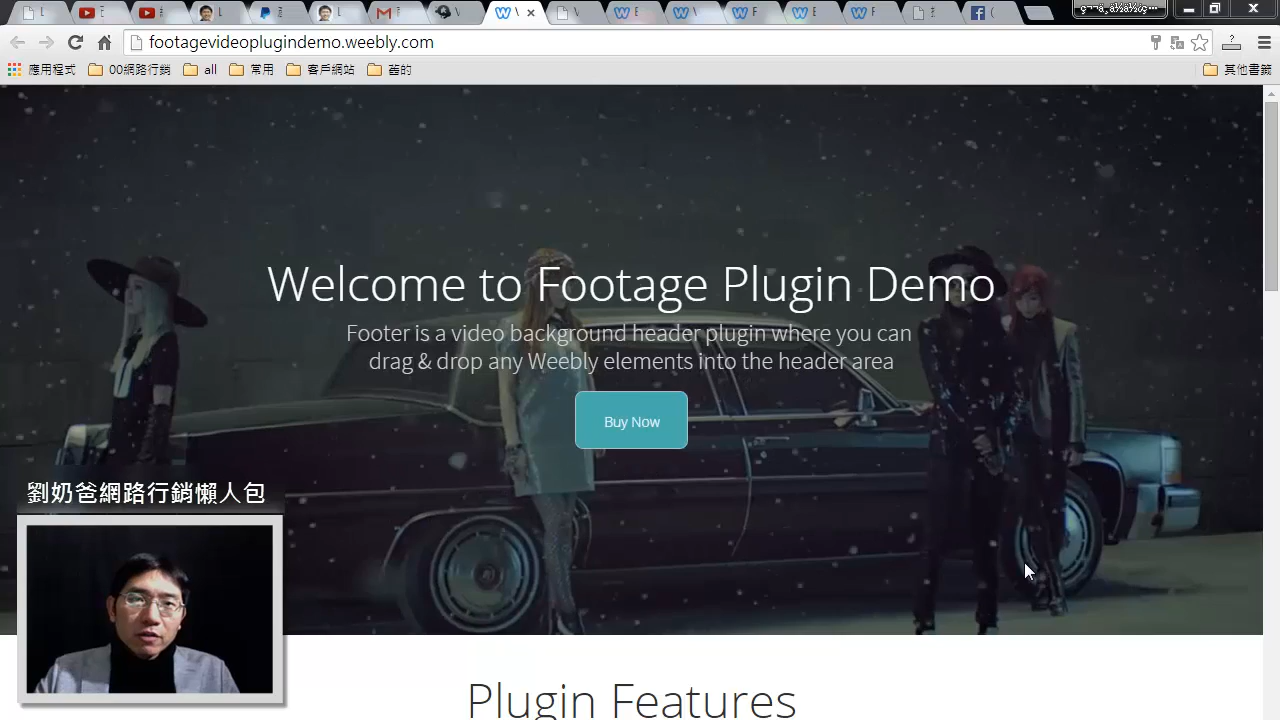 footagevideoplugindemo.weebly.com
應用程式
00網路行銷
all
常用
客戶網站
舊的
其他書籤
Welcome to Footage Plugin Demo
Footer is a video background header plugin where you can
drag & drop any Weebly elements into the header area
Buy Now
劉奶爸網路行銷懶人包
Plugin Features